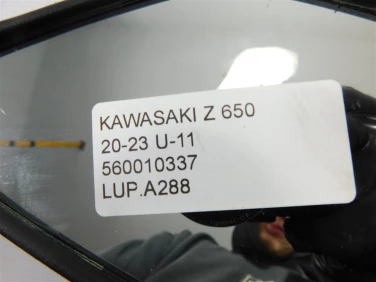 KAWASAKI Z 650
20-23 U-11
560010337
LUP.A288